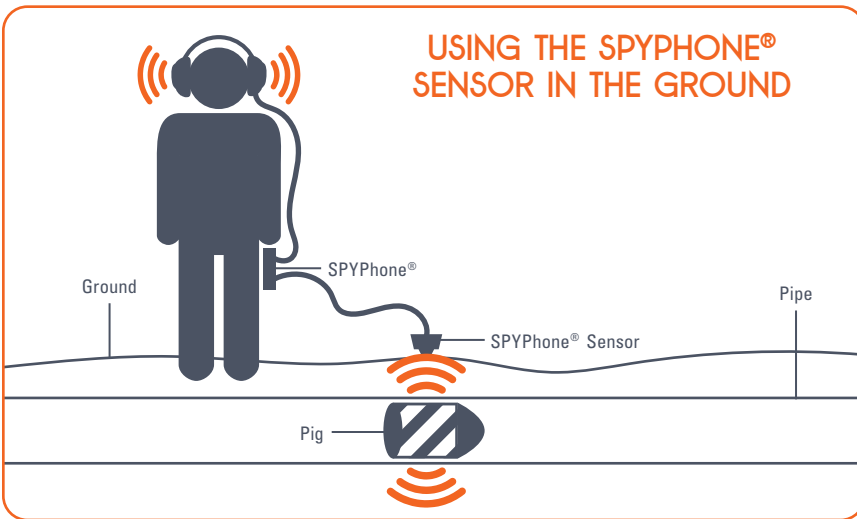 USING THE SPYPHONE®
SENSOR IN THE GROUND
SPYPhone®
Ground
Pipe
SPYPhone® Sensor
Pig